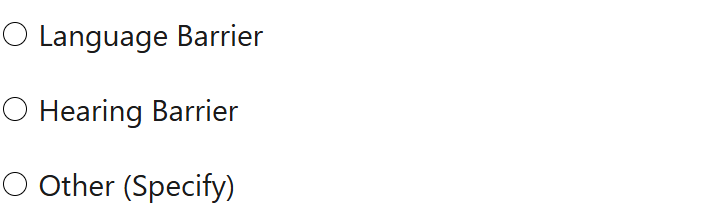 Language Barrier
Hearing Barrier
Other (Specify)